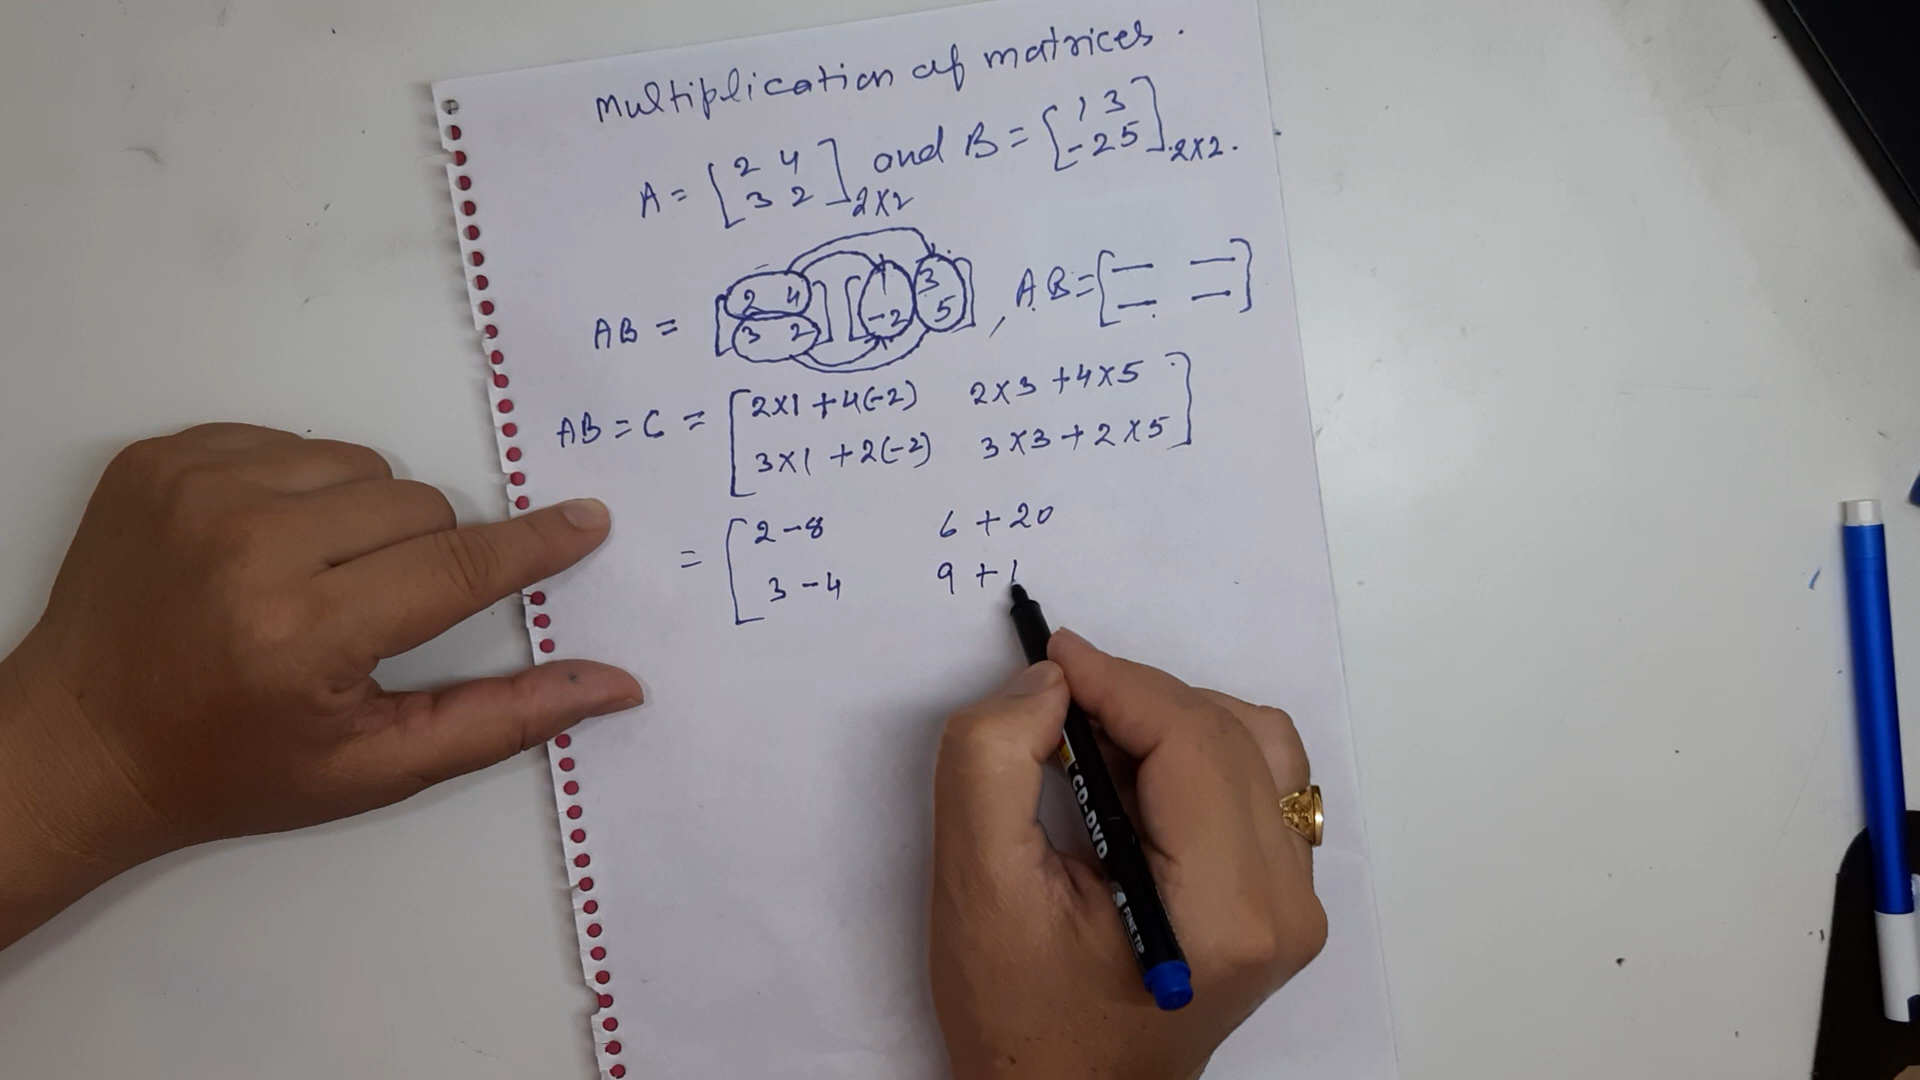 Multiplication of matrices.
A = [2 4
3 2]2x2 and B = [1 3
-2 5]2x2.
AB = [2 4
3 2] [1 3
-2 5], AB = [— —
— —]
AB = C = [2x1 +4(-2) 2x3 +4x5
3x1 +2(-2) 3x3+2x5]
= [2-8 6 +20
3-4 9 +1
CD-DVD
FINE TIP